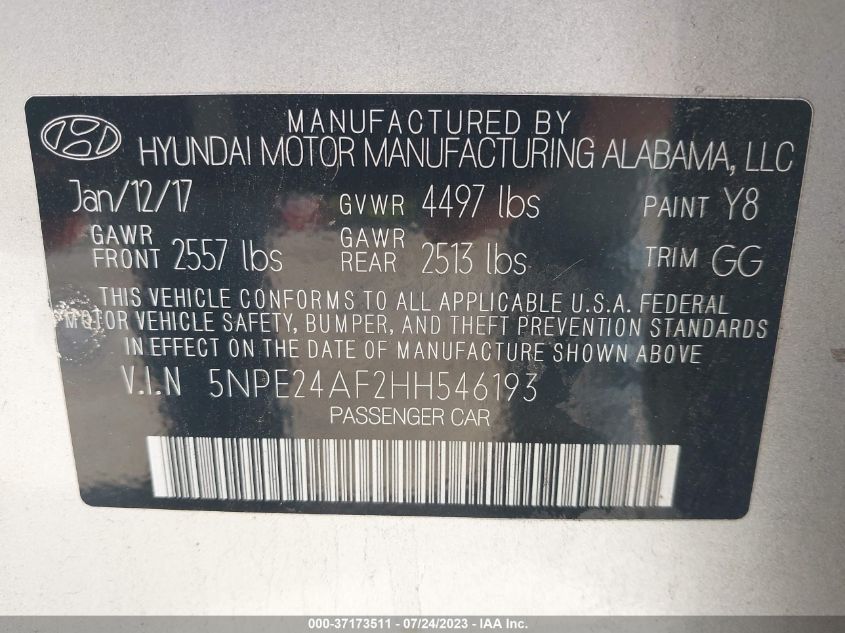 MANUFACTURED BY
HYUNDAI MOTOR MANUFACTURING ALABAMA, LLC
Jan/12/17 GVWR 4497 lbs PAINT Y8
GAWR FRONT 2557 lbs GAWR REAR 2513 lbs TRIM GG
THIS VEHICLE CONFORMS TO ALL APPLICABLE U.S.A. FEDERAL
MOTOR VEHICLE SAFETY, BUMPER, AND THEFT PREVENTION STANDARDS
IN EFFECT ON THE DATE OF MANUFACTURE SHOWN ABOVE
V.I.N 5NPE24AF2HH546193
PASSENGER CAR
000-37173511 - 07/24/2023 - IAA Inc.